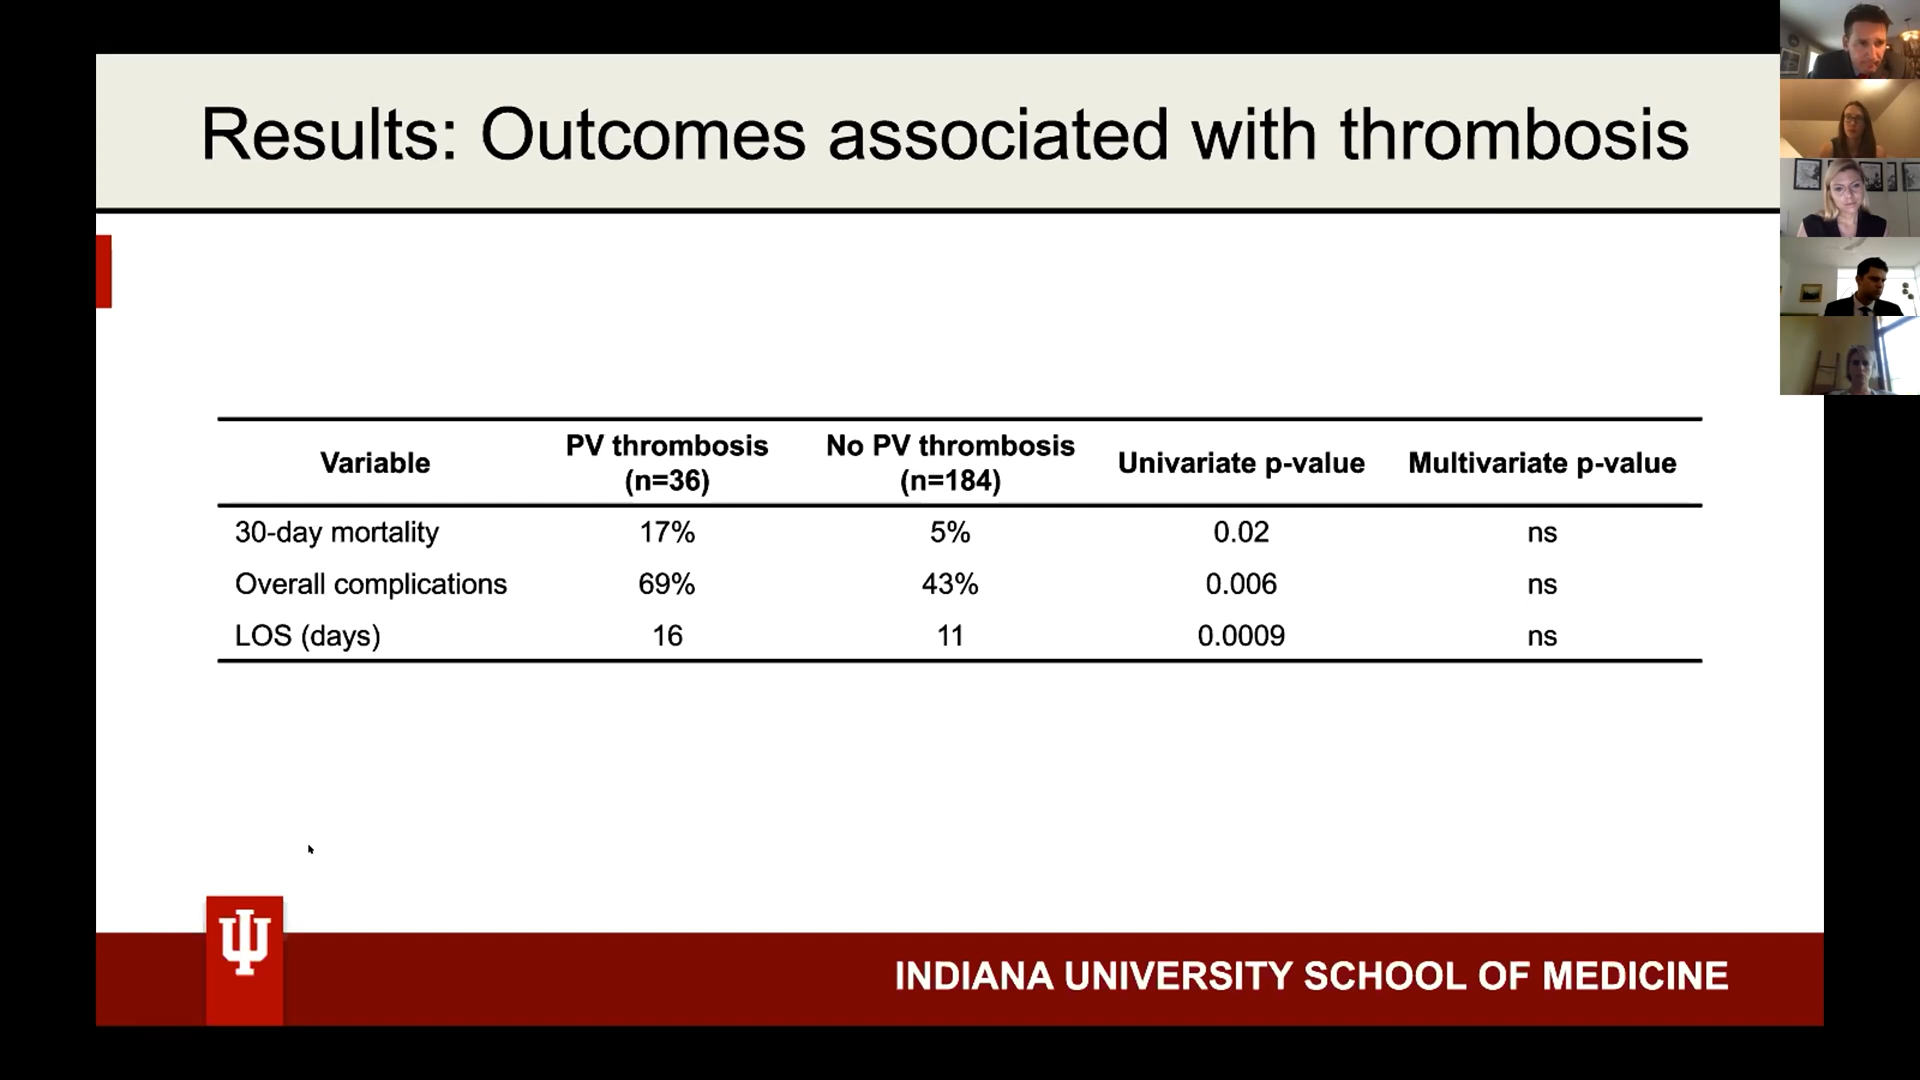 Results: Outcomes associated with thrombosis
Variable
PV thrombosis
(n=36)
No PV thrombosis
(n=184)
Univariate p-value
Multivariate p-value
30-day mortality 17% 5% 0.02 ns
Overall complications 69% 43% 0.006 ns
LOS (days) 16 11 0.0009 ns
INDIANA UNIVERSITY SCHOOL OF MEDICINE